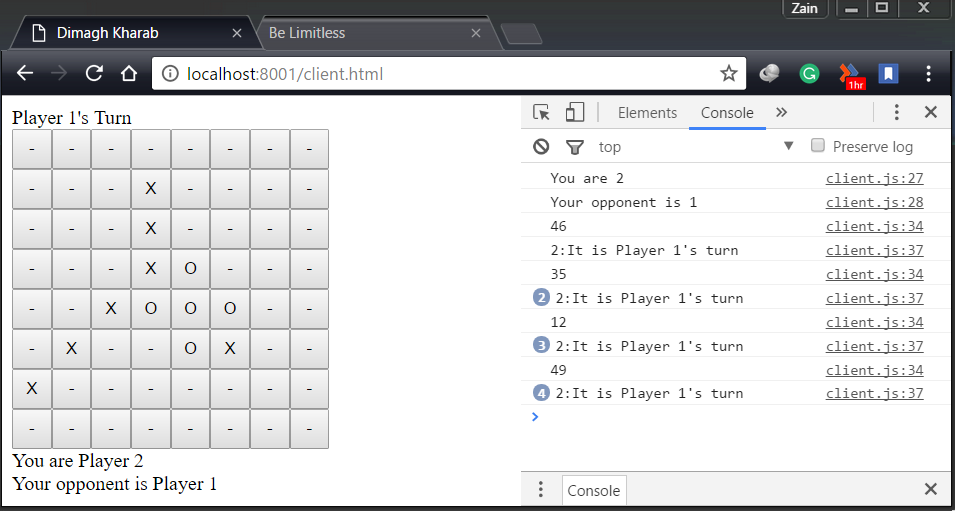 Zain
Dimagh Kharab
Be Limitless
localhost:8001/client.html
1hr
Player 1's Turn
- - - - - - - -
- - - X - - - -
- - - X - - - -
- - - X O - - -
- - X O O O - -
- X - - O X - -
X - - - - - - -
- - - - - - - -
You are Player 2
Your opponent is Player 1
Elements Console »
top Preserve log
You are 2 client.js:27
Your opponent is 1 client.js:28
46 client.js:34
2:It is Player 1's turn client.js:37
35 client.js:34
2 2:It is Player 1's turn client.js:37
12 client.js:34
3 2:It is Player 1's turn client.js:37
49 client.js:34
4 2:It is Player 1's turn client.js:37
>
Console